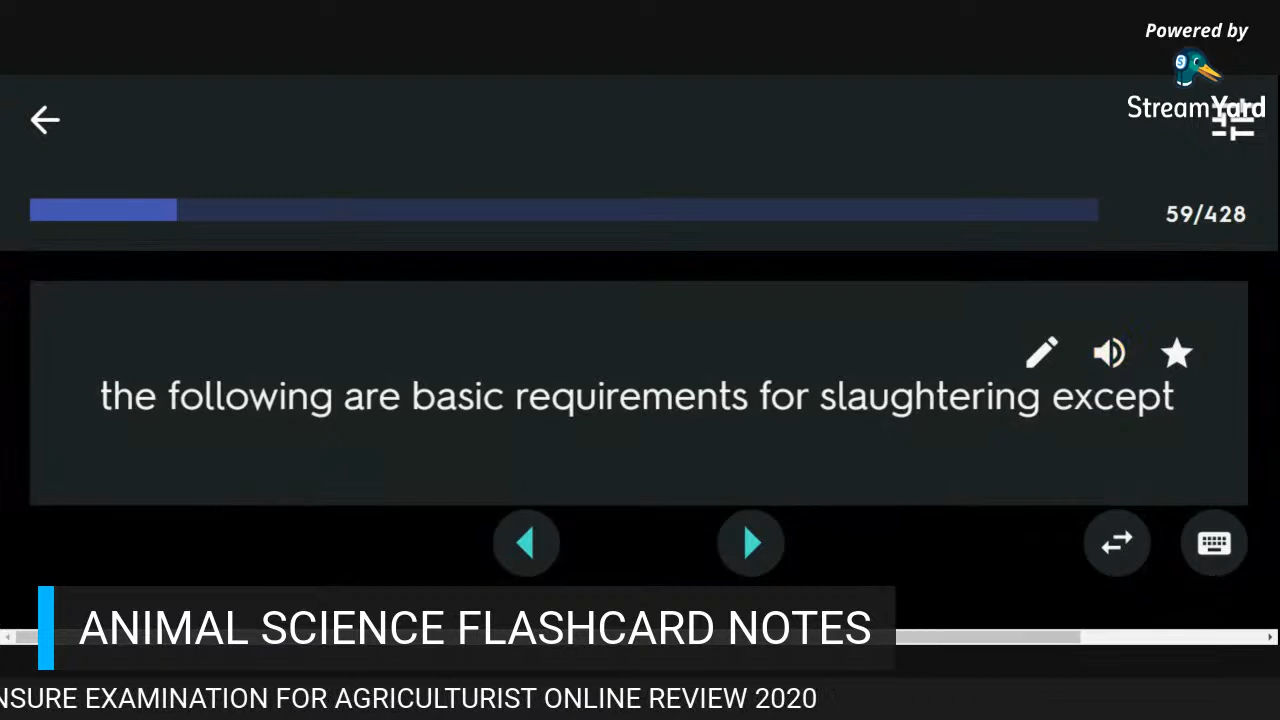 Powered by
StreamYard
59/428
the following are basic requirements for slaughtering except
ANIMAL SCIENCE FLASHCARD NOTES
NSURE EXAMINATION FOR AGRICULTURIST ONLINE REVIEW 2020